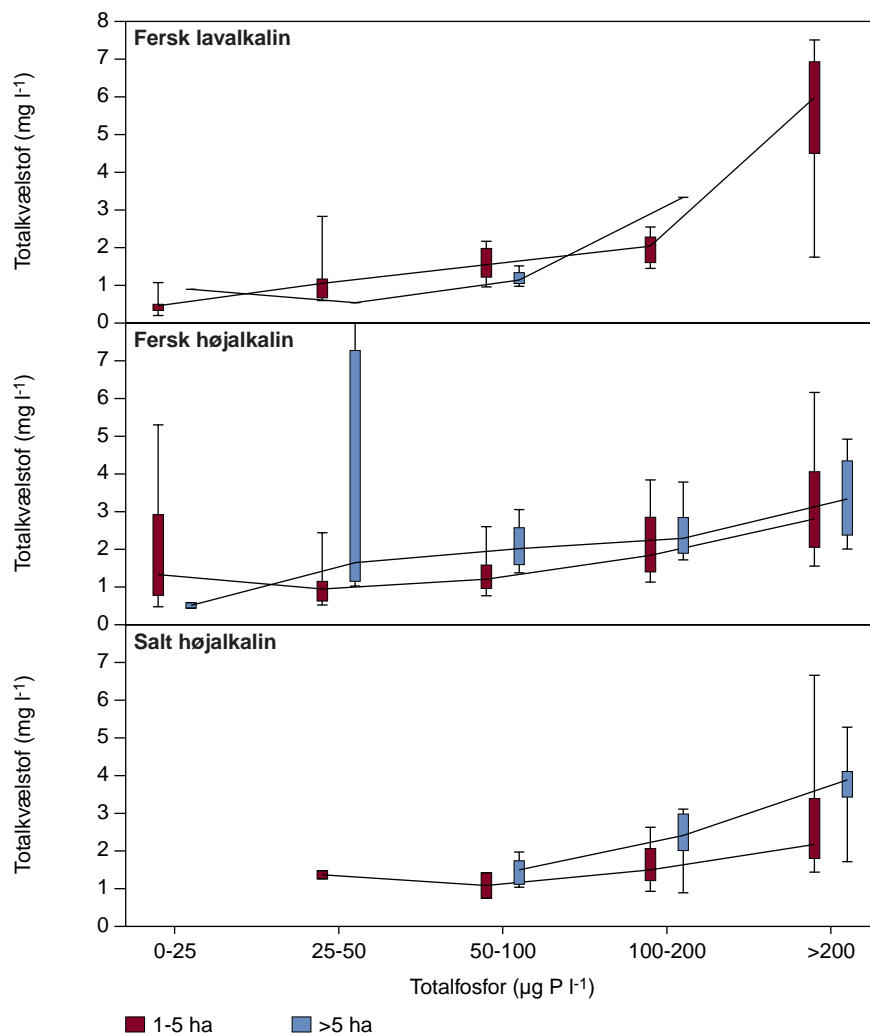 Fersk lavalkalin
Totalkvælstof (mg l-1)
8
7
6
5
4
3
2
1
0
Fersk højalkalin
Totalkvælstof (mg l-1)
7
6
5
4
3
2
1
0
Salt højalkalin
Totalkvælstof (mg l-1)
7
6
5
4
3
2
1
0
0-25 25-50 50-100 100-200 >200
Totalfosfor (µg P l-1)
1-5 ha >5 ha